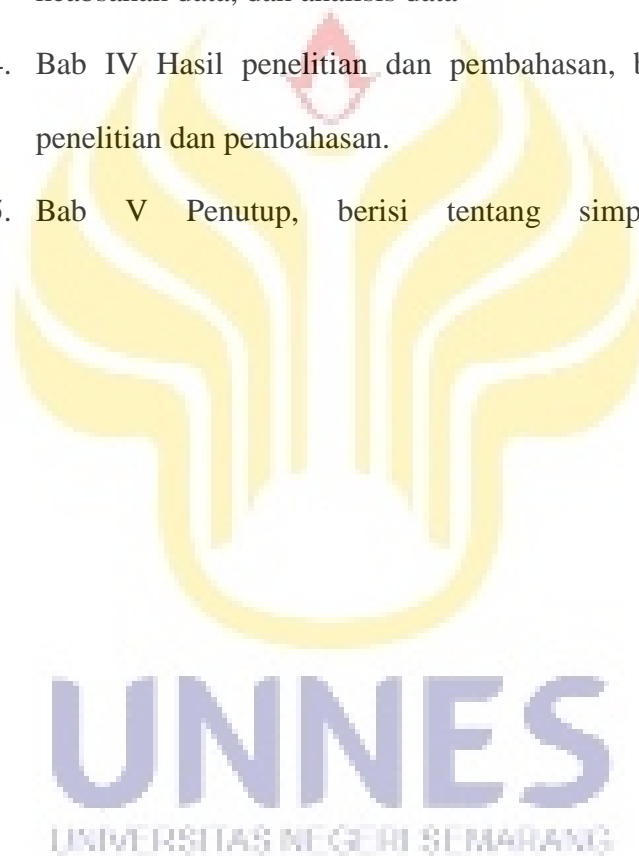 keabsahan data, dan analisis data
4. Bab IV Hasil penelitian dan pembahasan, b
penelitian dan pembahasan.
5. Bab V Penutup, berisi tentang simp
UNNES
UNIVERSITAS NEGERI SEMARANG